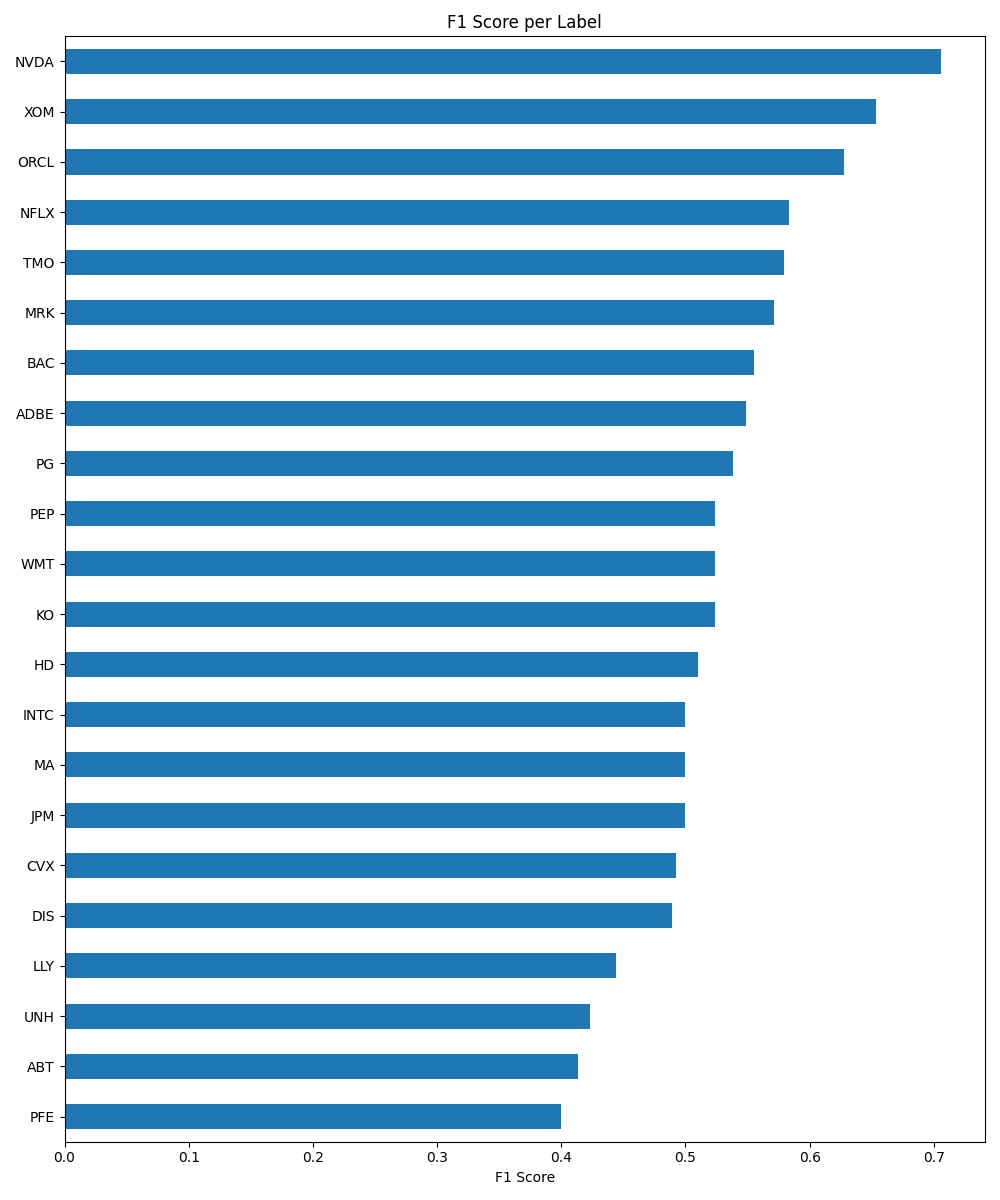 F1 Score per Label
NVDA
XOM
ORCL
NFLX
TMO
MRK
BAC
ADBE
PG
PEP
WMT
KO
HD
INTC
MA
JPM
CVX
DIS
LLY
UNH
ABT
PFE
0.0 0.1 0.2 0.3 0.4 0.5 0.6 0.7
F1 Score